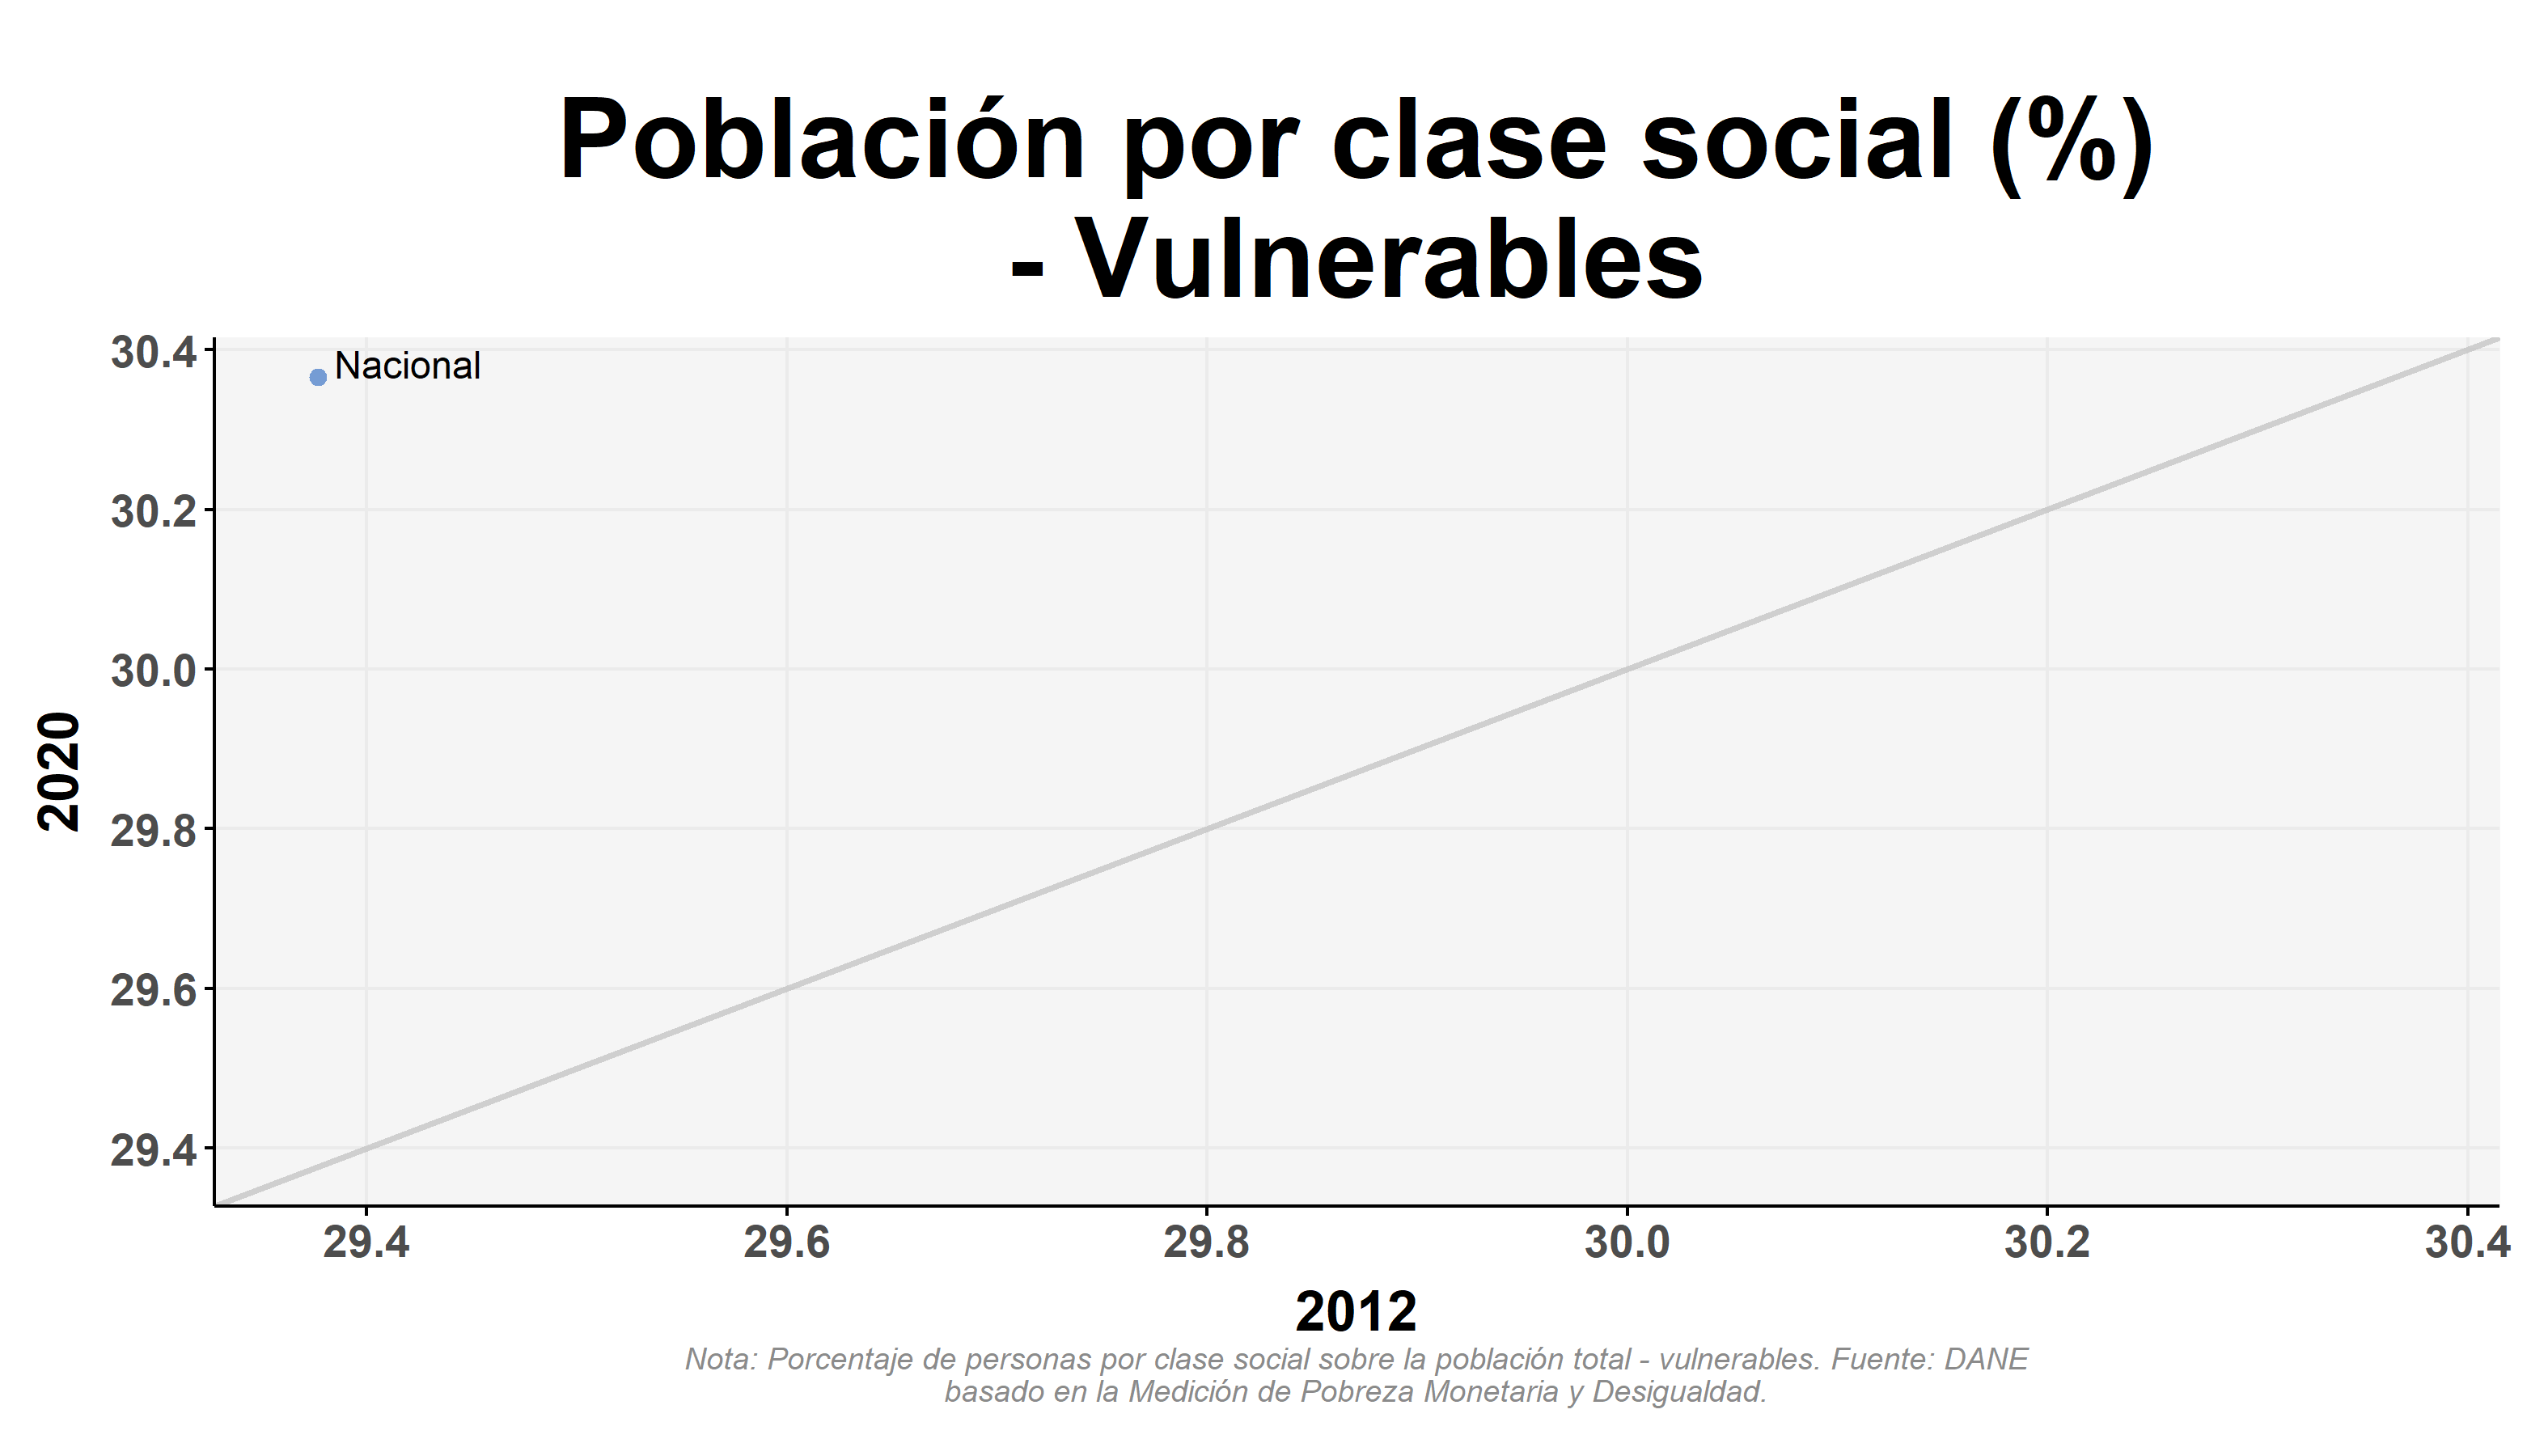 Población por clase social (%)
- Vulnerables
30.4
Nacional
30.2
30.0
2020
29.8
29.6
29.4
29.4 29.6 29.8 30.0 30.2 30.4
2012
Nota: Porcentaje de personas por clase social sobre la población total - vulnerables. Fuente: DANE
basado en la Medición de Pobreza Monetaria y Desigualdad.